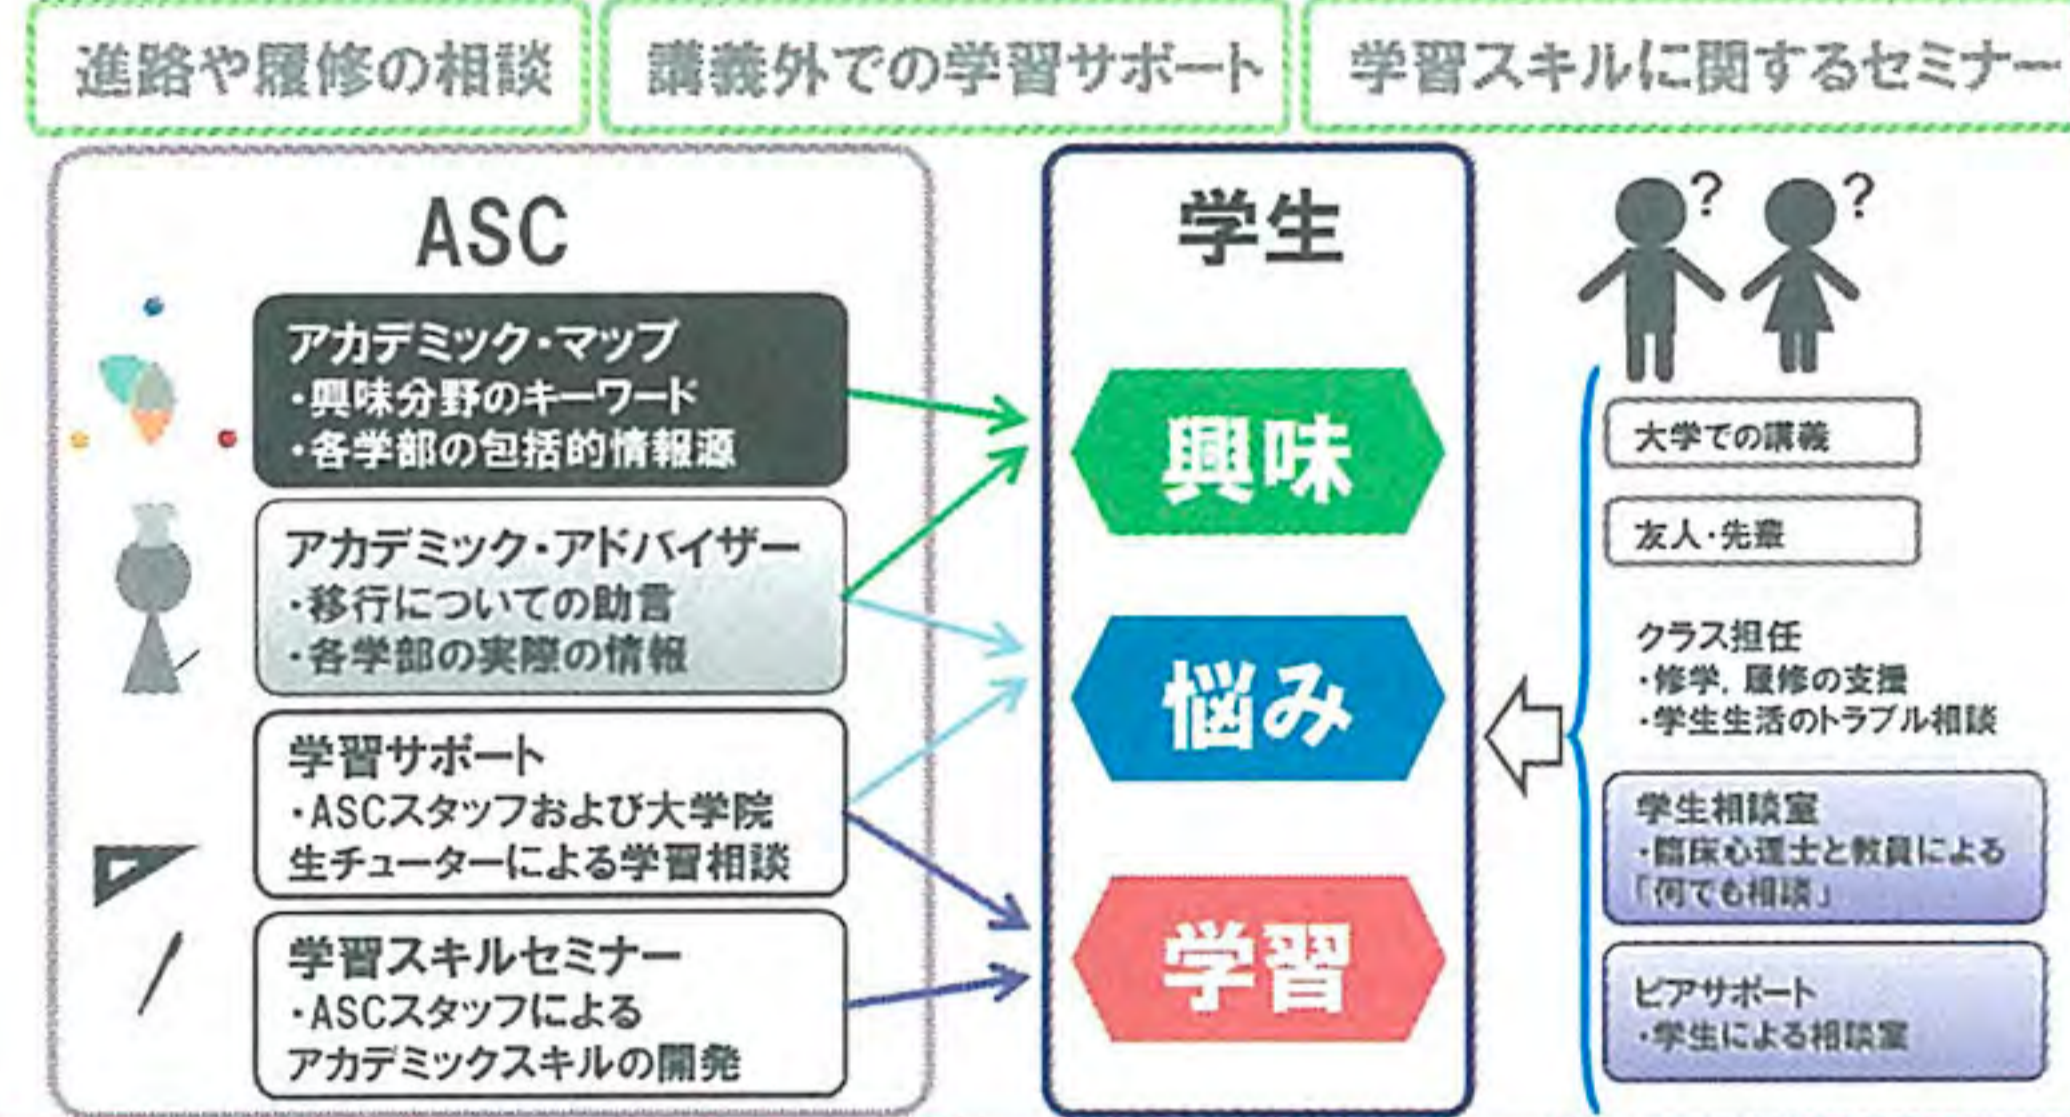 進路や履修の相談
講義外での学習サポート
学習スキルに関するセミナー
ASC
アカデミック・マップ
・興味分野のキーワード
・各学部の包括的情報源
アカデミック・アドバイザー
・移行についての助言
・各学部の実際の情報
学習サポート
・ASCスタッフおよび大学院
生チューターによる学習相談
学習スキルセミナー
・ASCスタッフによる
アカデミックスキルの開発
学生
興味
悩み
学習
? ?
大学での講義
友人・先輩
クラス担任
・修学，履修の支援
・学生生活のトラブル相談
学生相談室
・臨床心理士と教員による
「何でも相談」
ピアサポート
・学生による相談室